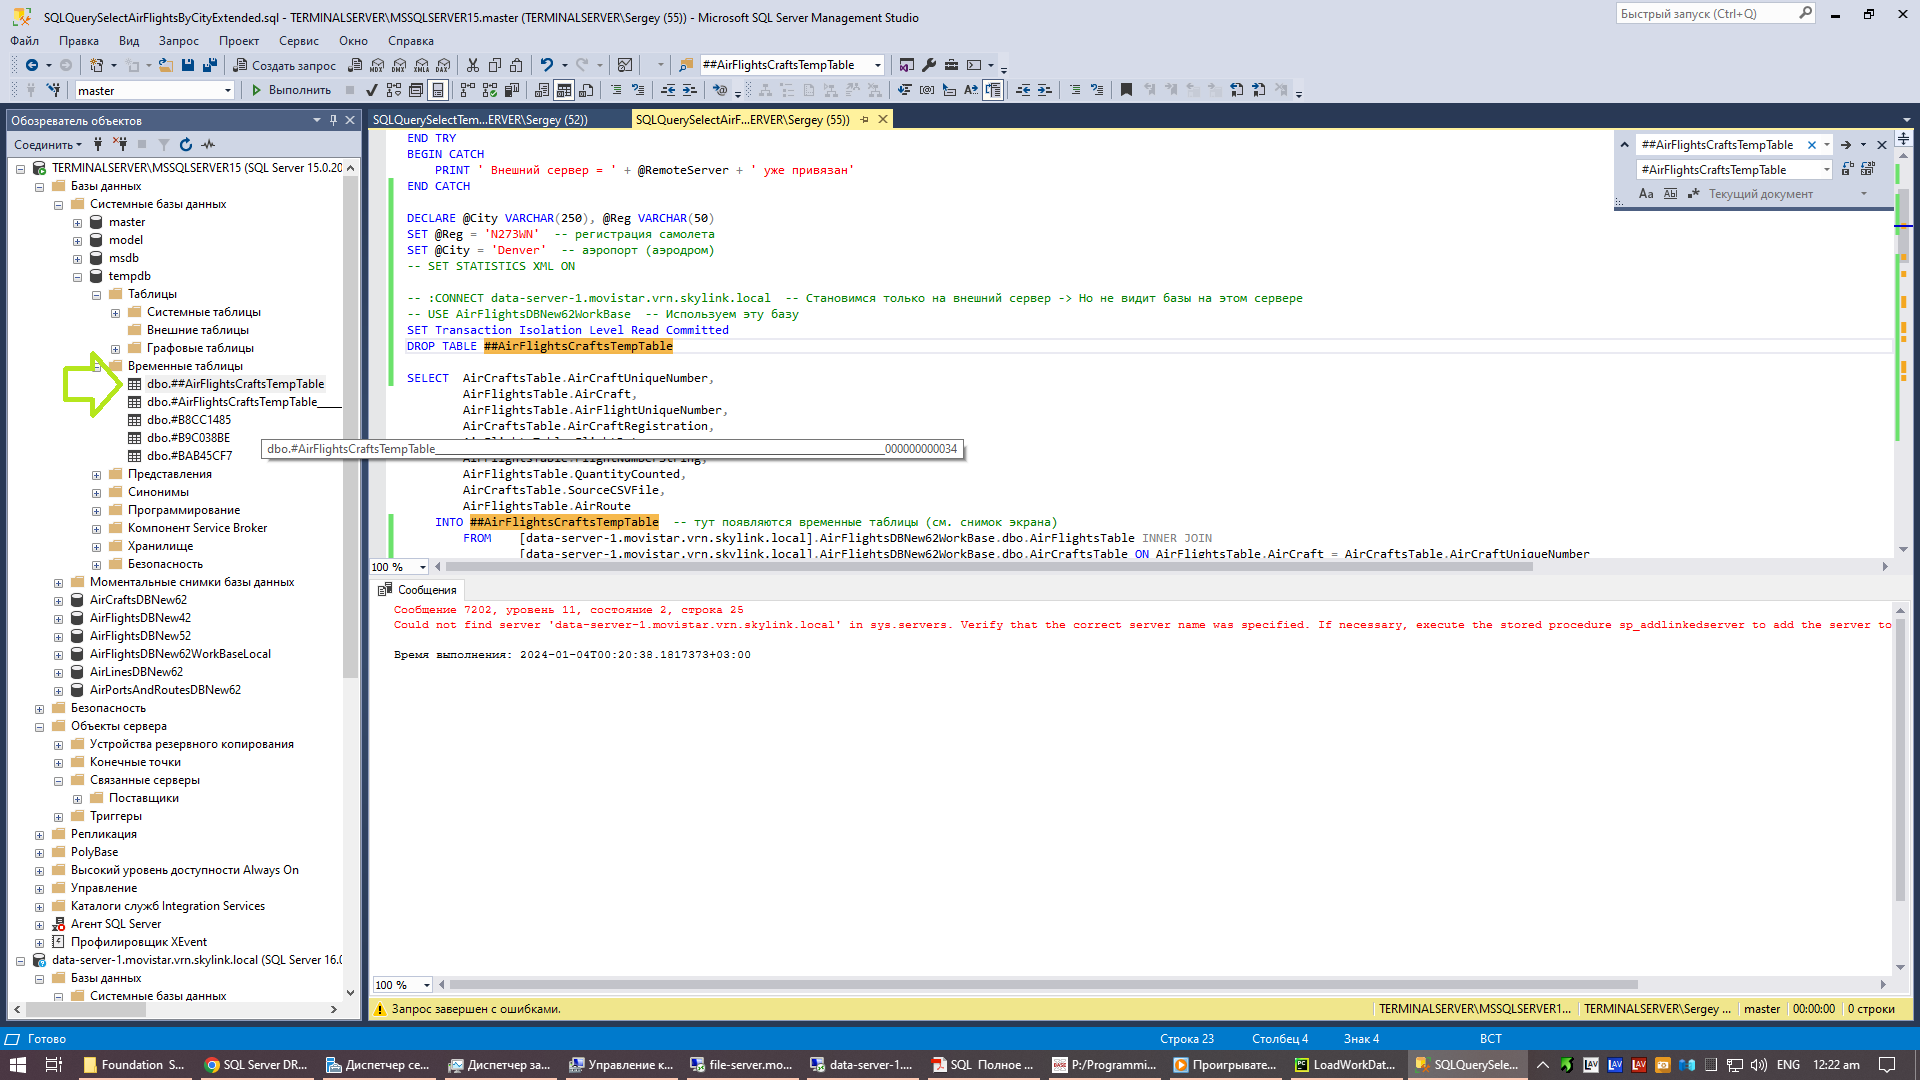 SQLQuerySelectAirFlightsByCityExtended.sql - TERMINALSERVER\MSSQLSERVER15.master (TERMINALSERVER\Sergey (55)) - Microsoft SQL Server Management Studio
Быстрый запуск (Ctrl+Q)
Файл Правка Вид Запрос Проект Сервис Окно Справка
Создать запрос
##AirFlightsCraftsTempTable
master
Выполнить
Обозреватель объектов
Соединить
TERMINALSERVER\MSSQLSERVER15 (SQL Server 15.0.20
Базы данных
Системные базы данных
master
model
msdb
tempdb
Таблицы
Системные таблицы
Внешние таблицы
Графовые таблицы
Временные таблицы
dbo.##AirFlightsCraftsTempTable
dbo.#AirFlightsCraftsTempTable____
dbo.#B8CC1485
dbo.#B9C038BE
dbo.#BAB45CF7
Представления
Синонимы
Программирование
Компонент Service Broker
Хранилище
Безопасность
Моментальные снимки базы данных
AirCraftsDBNew62
AirFlightsDBNew42
AirFlightsDBNew52
AirFlightsDBNew62WorkBaseLocal
AirLinesDBNew62
AirPortsAndRoutesDBNew62
Безопасность
Объекты сервера
Устройства резервного копирования
Конечные точки
Связанные серверы
Поставщики
Триггеры
Репликация
PolyBase
Высокий уровень доступности Always On
Управление
Каталоги служб Integration Services
Агент SQL Server
Профилировщик XEvent
data-server-1.movistar.vrn.skylink.local (SQL Server 16.0
Базы данных
Системные базы данных
SQLQuerySelectTem...ERVER\Sergey (52))
SQLQuerySelectAirF...ERVER\Sergey (55))
END TRY
BEGIN CATCH
PRINT ' Внешний сервер = ' + @RemoteServer + ' уже привязан'
END CATCH
DECLARE @City VARCHAR(250), @Reg VARCHAR(50)
SET @Reg = 'N273WN'  -- регистрация самолета
SET @City = 'Denver'  -- аэропорт (аэродром)
-- SET STATISTICS XML ON
-- :CONNECT data-server-1.movistar.vrn.skylink.local  -- Становимся только на внешний сервер -> Но не видит базы на этом сервере
-- USE AirFlightsDBNew62WorkBase  -- Используем эту базу
SET Transaction Isolation Level Read Committed
DROP TABLE ##AirFlightsCraftsTempTable
SELECT  AirCraftsTable.AirCraftUniqueNumber,
AirFlightsTable.AirCraft,
AirFlightsTable.AirFlightUniqueNumber,
AirCraftsTable.AirCraftRegistration,
dbo.#AirFlightsCraftsTempTable____000000000034
AirFlightsTable.QuantityCounted,
AirCraftsTable.SourceCSVFile,
AirFlightsTable.AirRoute
INTO ##AirFlightsCraftsTempTable  -- тут появляются временные таблицы (см. снимок экрана)
FROM    [data-server-1.movistar.vrn.skylink.local].AirFlightsDBNew62WorkBase.dbo.AirFlightsTable INNER JOIN
[data-server-1.movistar.vrn.skylink.local].AirFlightsDBNew62WorkBase.dbo.AirCraftsTable ON AirFlightsTable.AirCraft = AirCraftsTable.AirCraftUniqueNumber
##AirFlightsCraftsTempTable
#AirFlightsCraftsTempTable
Aa Ab Текущий документ
100 %
Сообщения
Сообщение 7202, уровень 11, состояние 2, строка 25
Could not find server 'data-server-1.movistar.vrn.skylink.local' in sys.servers. Verify that the correct server name was specified. If necessary, execute the stored procedure sp_addlinkedserver to add the server to
Время выполнения: 2024-01-04T00:20:38.1817373+03:00
100 %
Запрос завершен с ошибками.
TERMINALSERVER\MSSQLSERVER1... TERMINALSERVER\Sergey ... master 00:00:00 0 строки
Готово
Строка 23 Столбец 4 Знак 4 ВСТ
Foundation S...
SQL Server DR...
Диспетчер се...
Диспетчер за...
Управление к...
file-server.mo...
data-server-1....
SQL Полное ...
P:/Programmi...
Проигрывате...
LoadWorkDat...
SQLQuerySele...
ENG
12:22 am